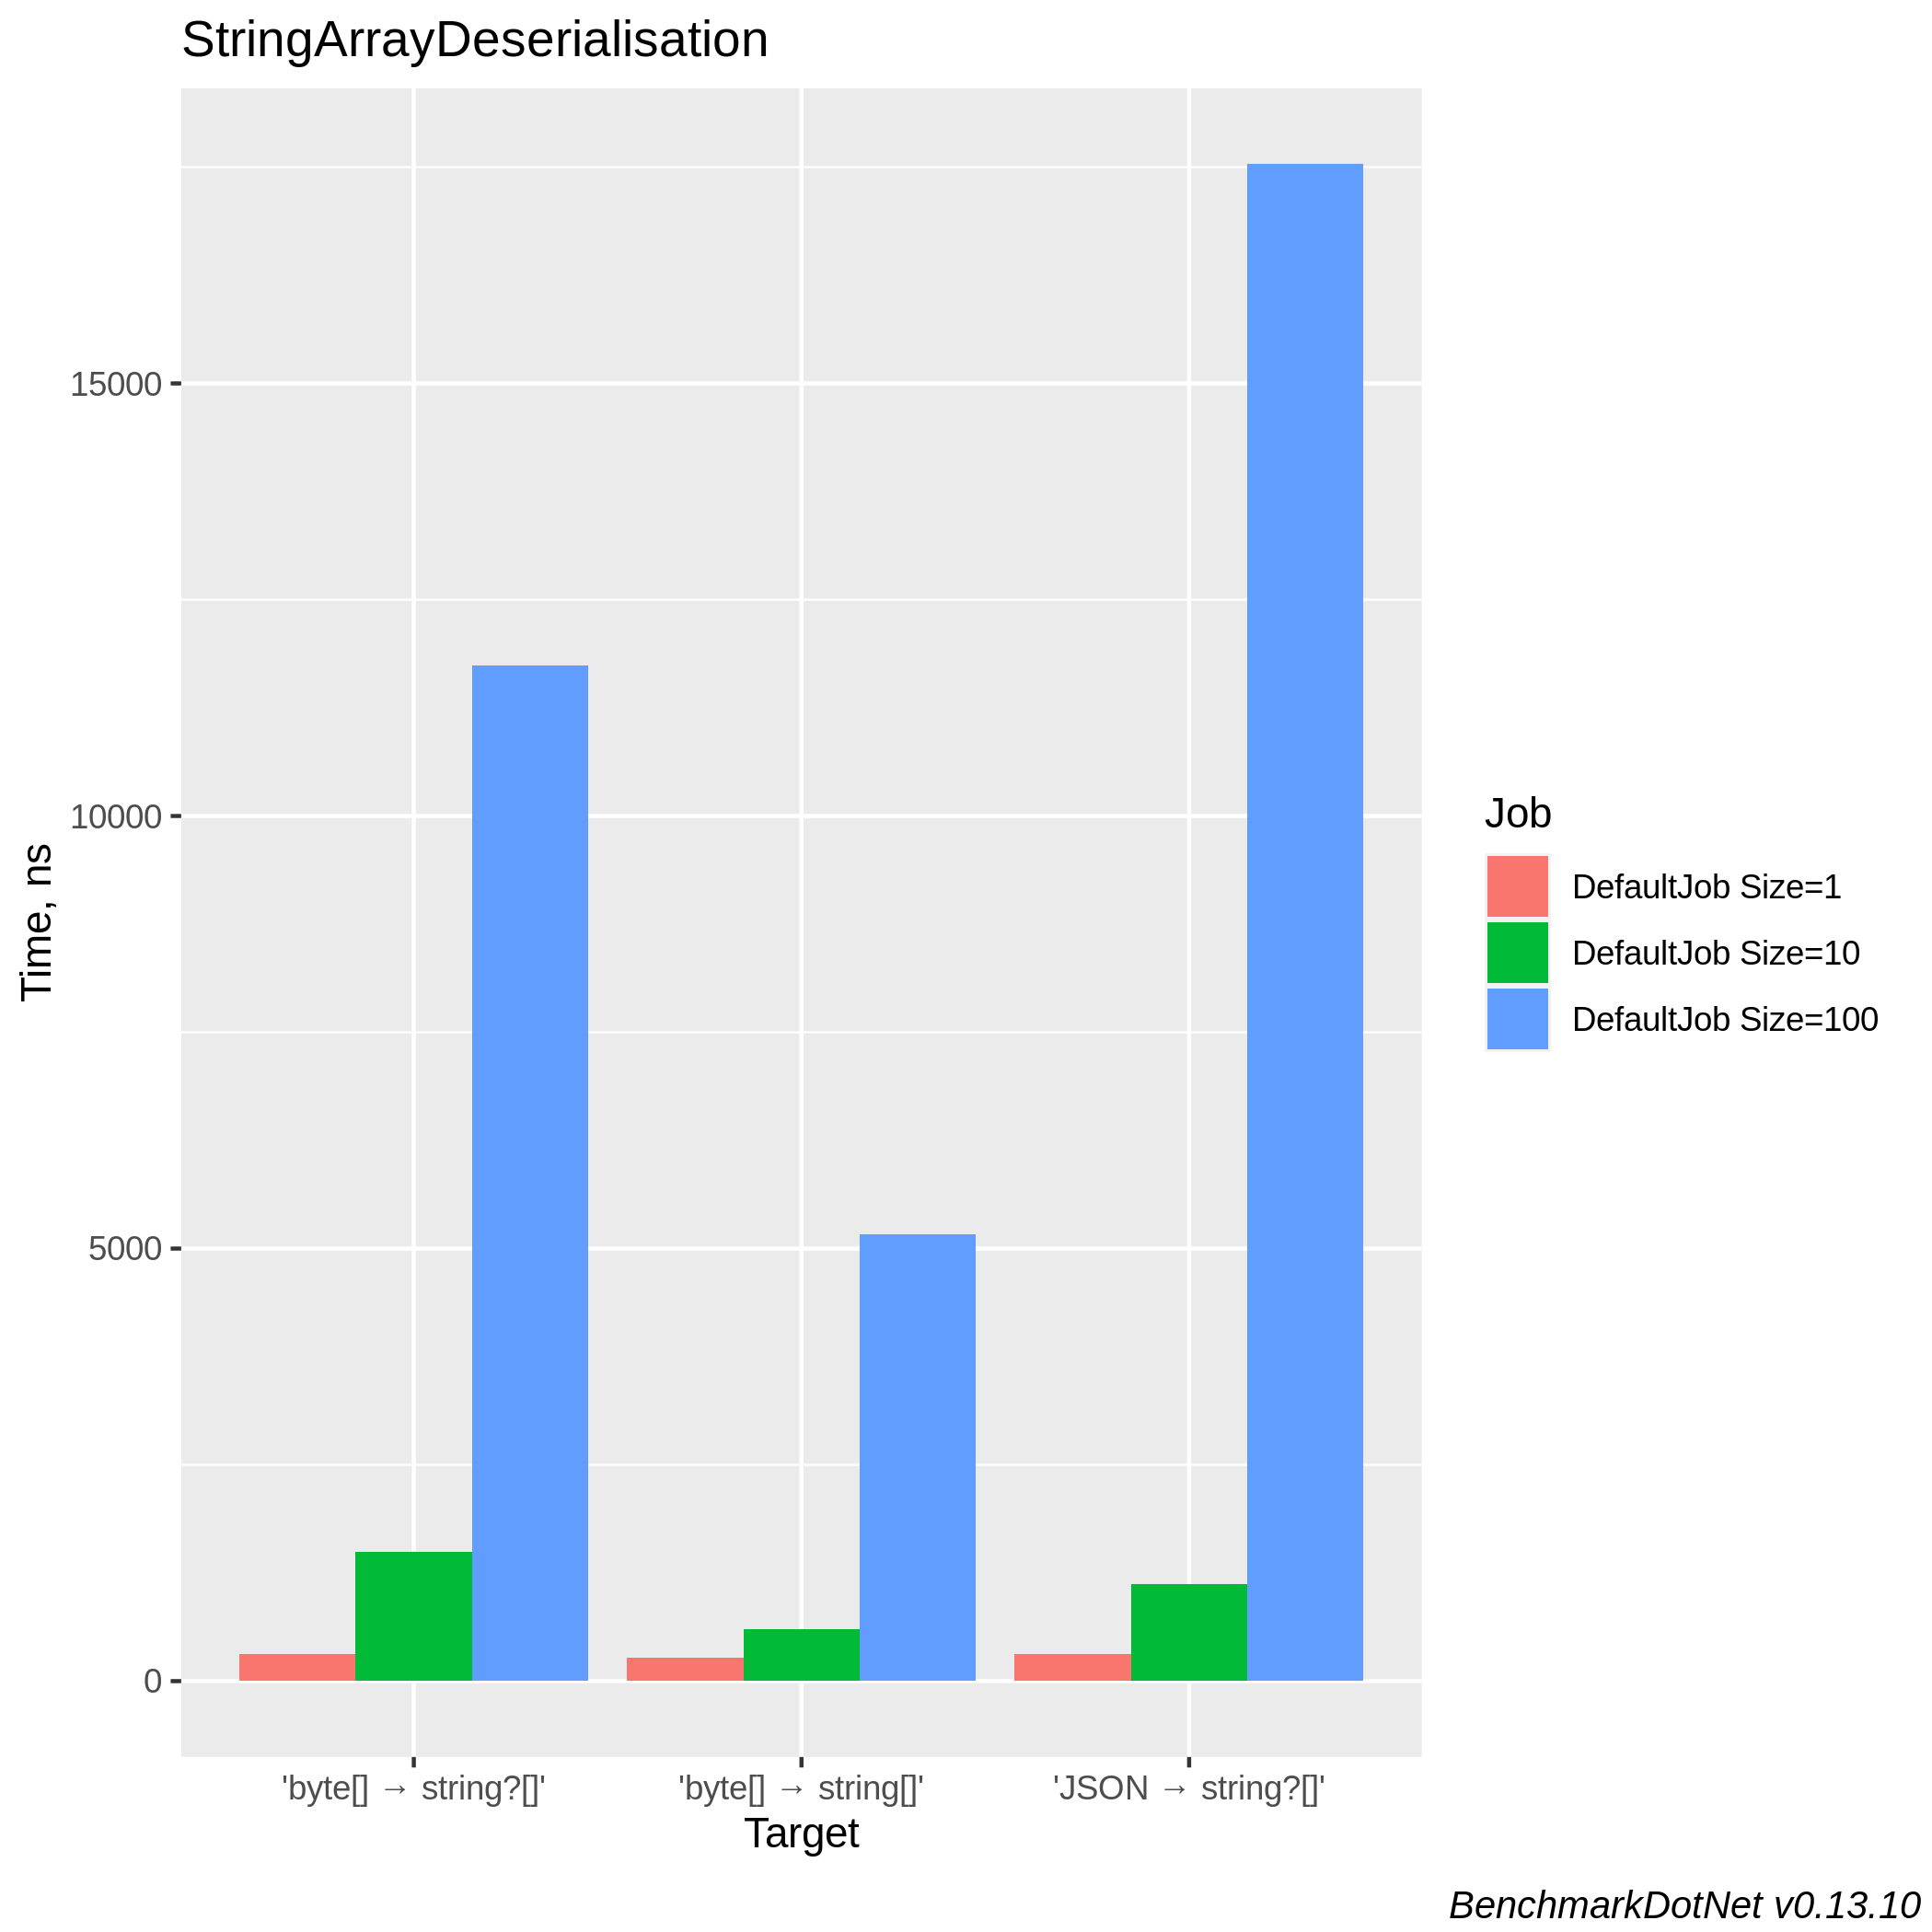 StringArrayDeserialisation
15000
10000
5000
0
Time, ns
'byte[] → string?[]'
'byte[] → string[]'
'JSON → string?[]'
Target
Job
DefaultJob Size=1
DefaultJob Size=10
DefaultJob Size=100
BenchmarkDotNet v0.13.10